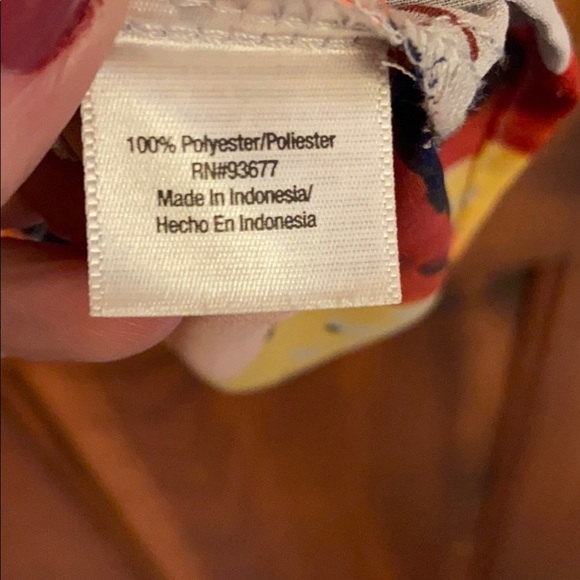 100% Polyester/Poliester
RN#93677
Made In Indonesia/
Hecho En Indonesia